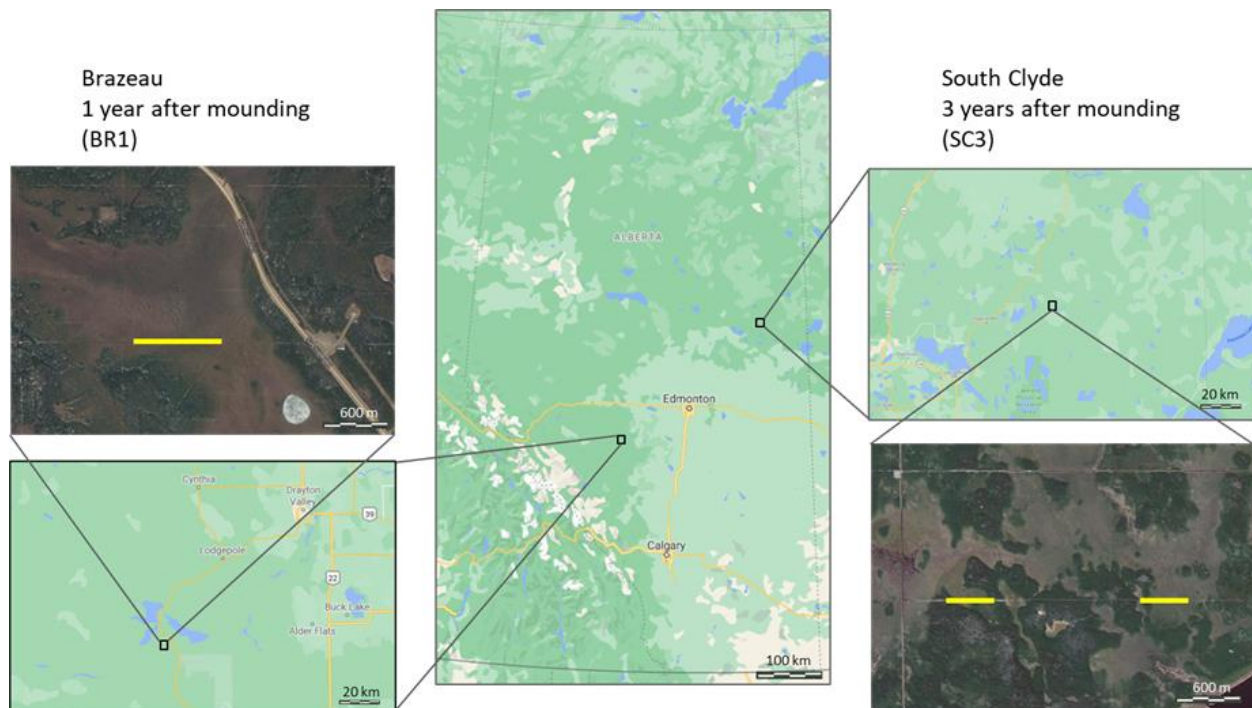 Brazeau
1 year after mounding
(BR1)
600 m
Cynthia
Drayton
Valley
39
Lodgepole
22
Buck Lake
Alder Flats
20 km
ALBERTA
Edmonton
Calgary
100 km
South Clyde
3 years after mounding
(SC3)
20 km
600 m